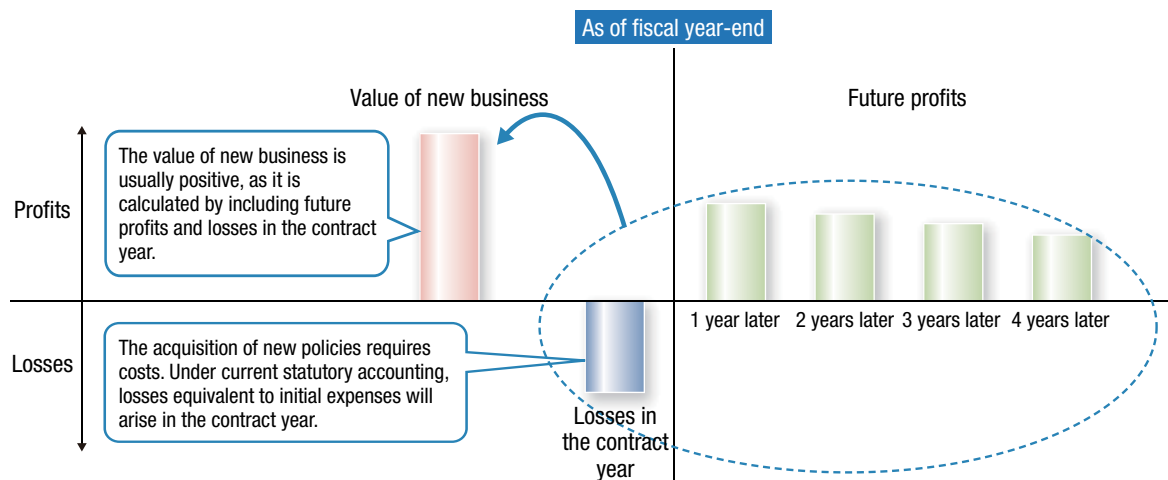 As of fiscal year-end
Value of new business
Future profits
The value of new business is
usually positive, as it is
calculated by including future
profits and losses in the contract
year.
Profits
1 year later
2 years later
3 years later
4 years later
Losses
The acquisition of new policies requires
costs. Under current statutory accounting,
losses equivalent to initial expenses will
arise in the contract year.
Losses in
the contract
year